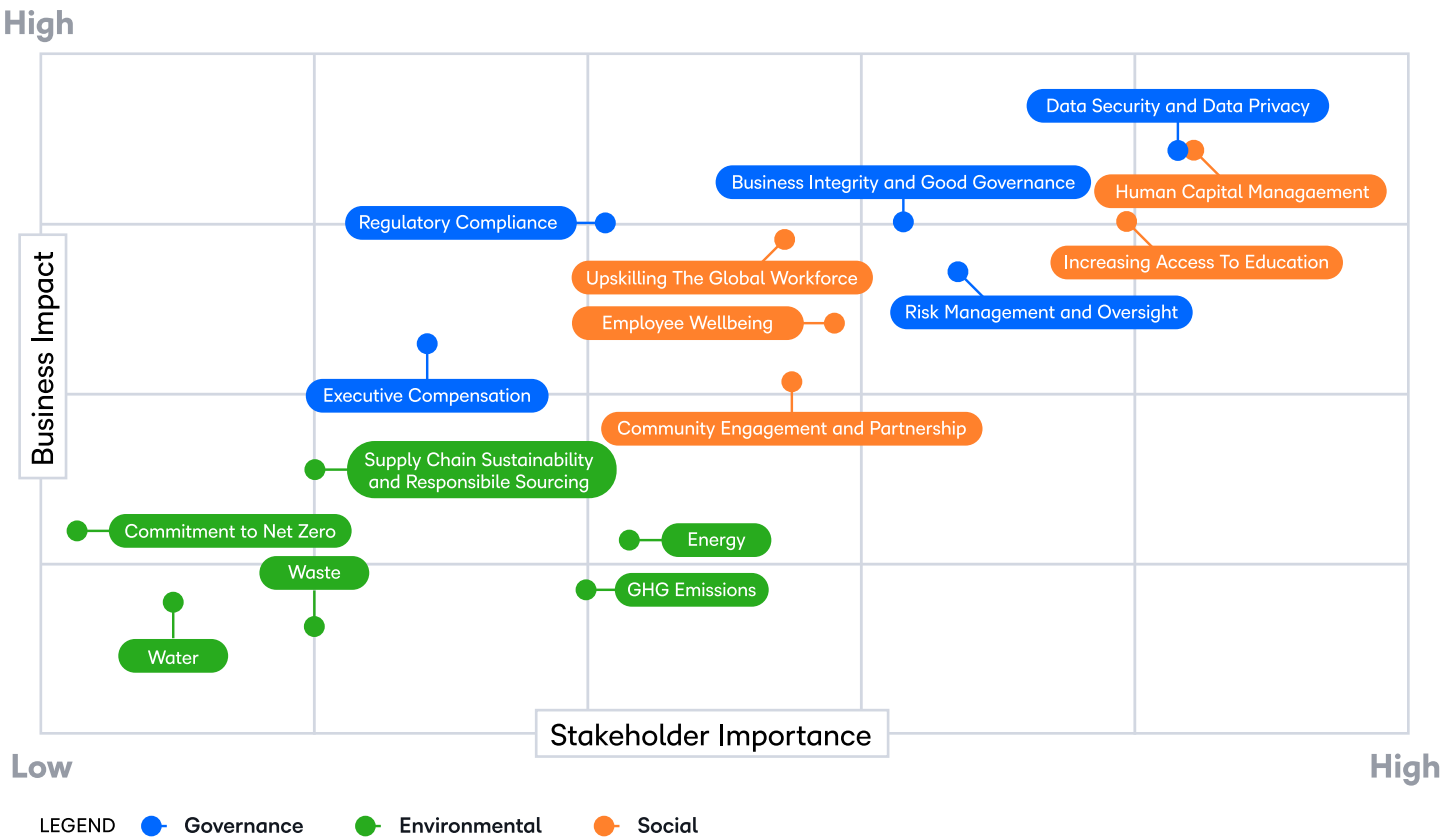 High
Data Security and Data Privacy
Business Integrity and Good Governance
Human Capital Managaement
Regulatory Compliance
Increasing Access To Education
Upskilling The Global Workforce
Risk Management and Oversight
Employee Wellbeing
Business Impact
Executive Compensation
Community Engagement and Partnership
Supply Chain Sustainability
and Responsibile Sourcing
Commitment to Net Zero
Energy
Waste
GHG Emissions
Water
Stakeholder Importance
Low
High
LEGEND
Governance
Environmental
Social